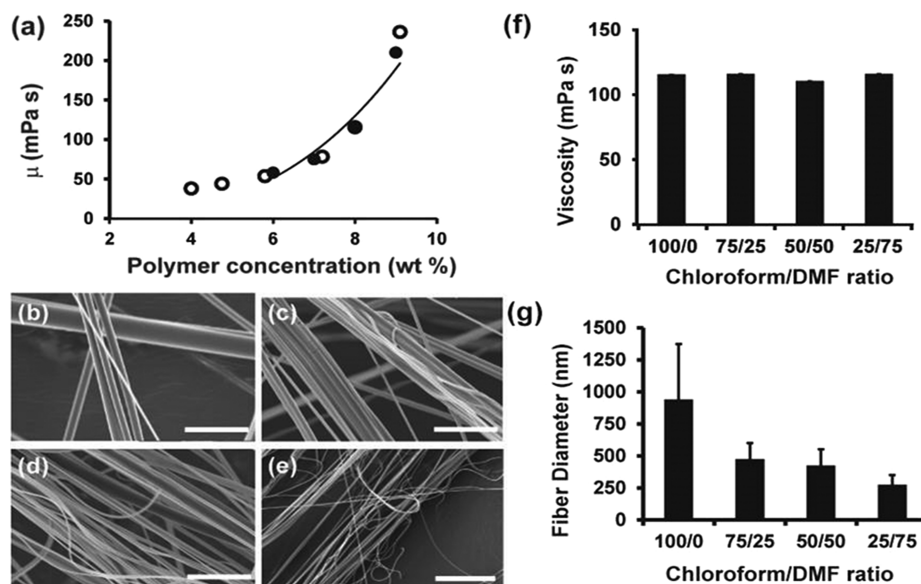 (a)
μ (mPa s)
250
200
150
100
50
0
2 4 6 8 10
Polymer concentration (wt %)
(b)
(c)
(d)
(e)
(f)
Viscosity (mPa s)
150
100
50
0
100/0 75/25 50/50 25/75
Chloroform/DMF ratio
(g)
Fiber Diameter (nm)
1500
1250
1000
750
500
250
0
100/0 75/25 50/50 25/75
Chloroform/DMF ratio